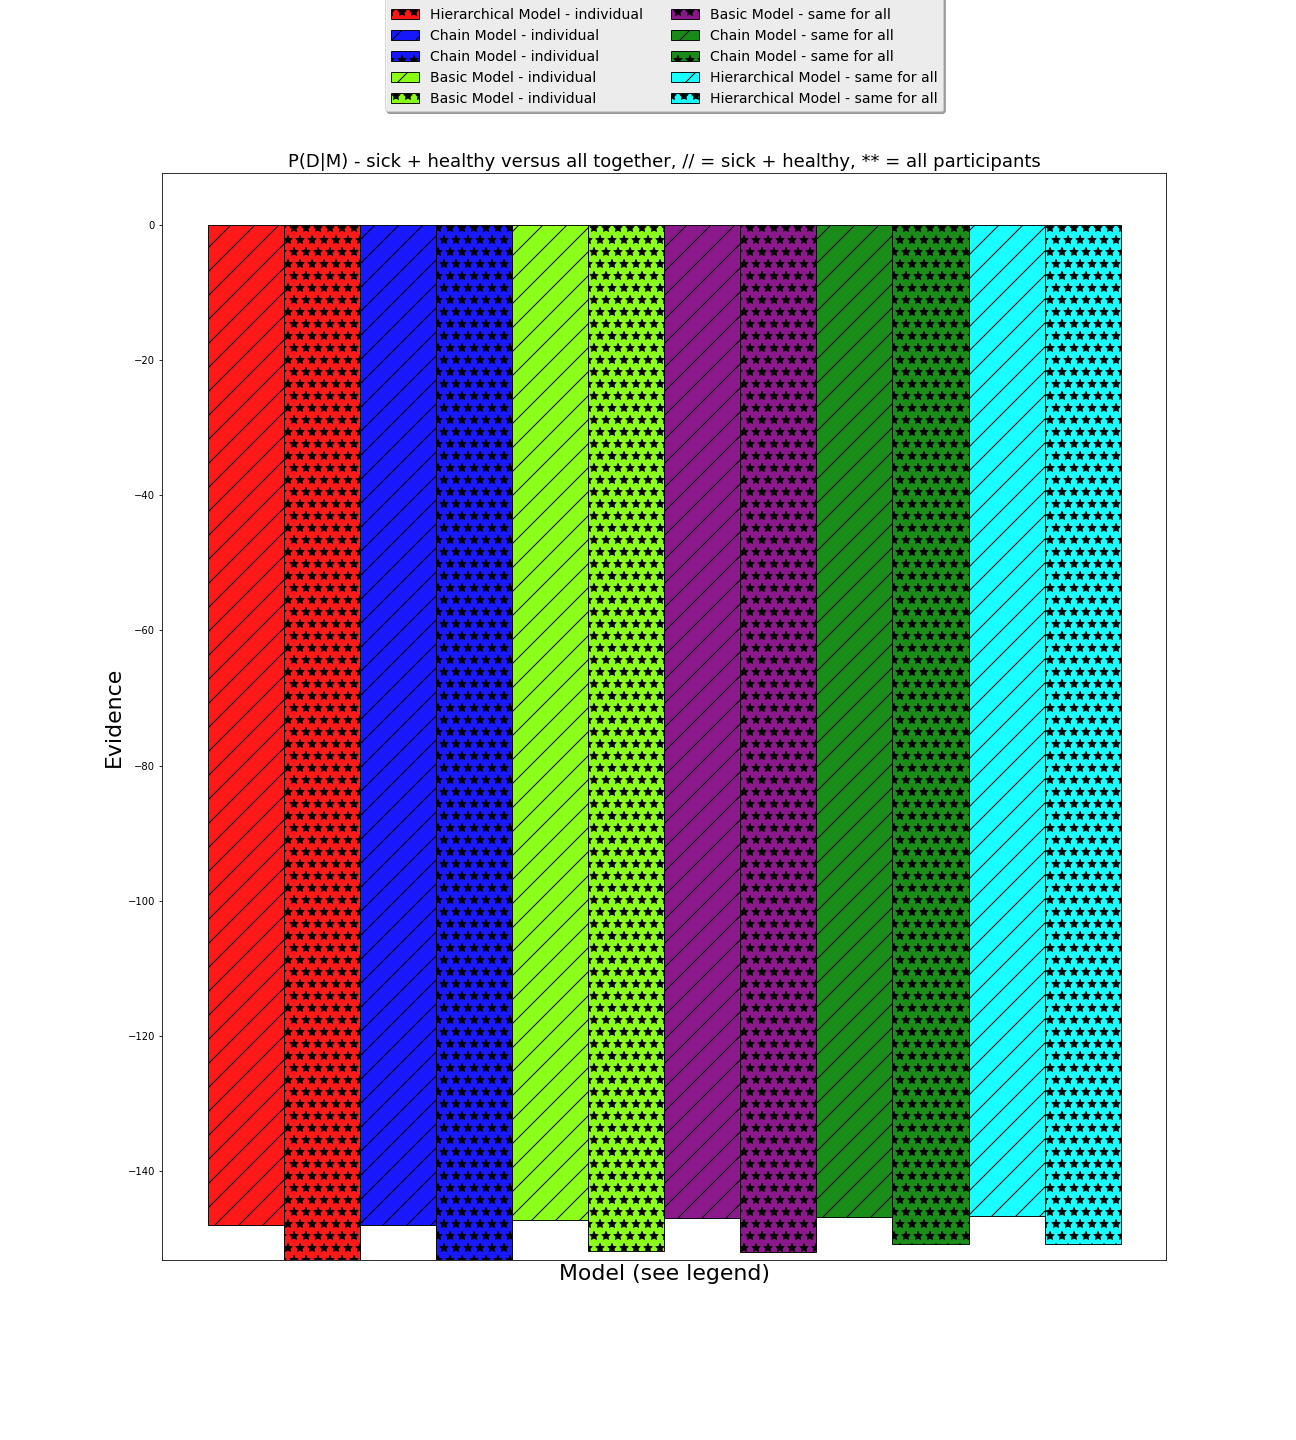 Hierarchical Model - individual
Chain Model - individual
Chain Model - individual
Basic Model - individual
Basic Model - individual
Basic Model - same for all
Chain Model - same for all
Chain Model - same for all
Hierarchical Model - same for all
Hierarchical Model - same for all
P(D|M) - sick + healthy versus all together, // = sick + healthy, ** = all participants
0
−20
−40
−60
−80
−100
−120
−140
Evidence
Model (see legend)